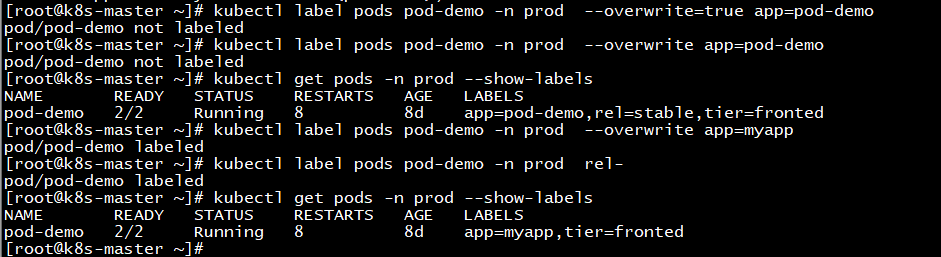 [root@k8s-master ~]# kubectl label pods pod-demo -n prod  --overwrite=true app=pod-demo
pod/pod-demo not labeled
[root@k8s-master ~]# kubectl label pods pod-demo -n prod  --overwrite app=pod-demo
pod/pod-demo not labeled
[root@k8s-master ~]# kubectl get pods -n prod --show-labels
NAME       READY   STATUS    RESTARTS   AGE   LABELS
pod-demo   2/2     Running   8          8d    app=pod-demo,rel=stable,tier=fronted
[root@k8s-master ~]# kubectl label pods pod-demo -n prod  --overwrite app=myapp
pod/pod-demo labeled
[root@k8s-master ~]# kubectl label pods pod-demo -n prod  rel-
pod/pod-demo labeled
[root@k8s-master ~]# kubectl get pods -n prod --show-labels
NAME       READY   STATUS    RESTARTS   AGE   LABELS
pod-demo   2/2     Running   8          8d    app=myapp,tier=fronted
[root@k8s-master ~]#